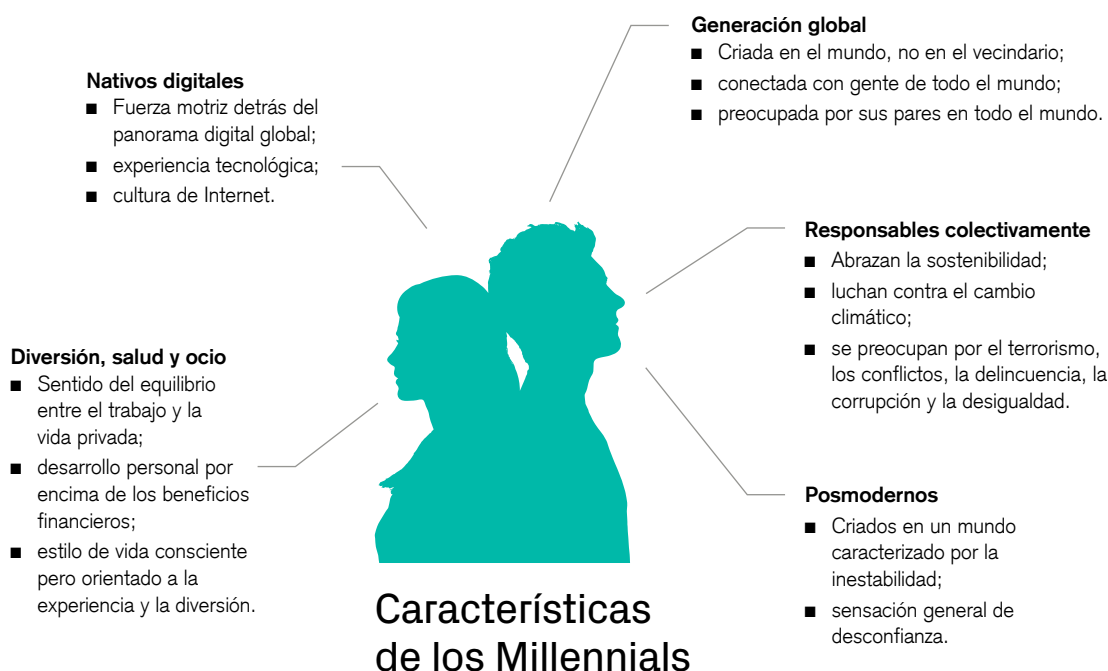 Generación global
■ Criada en el mundo, no en el vecindario;
■ conectada con gente de todo el mundo;
■ preocupada por sus pares en todo el mundo.
Nativos digitales
■ Fuerza motriz detrás del
panorama digital global;
■ experiencia tecnológica;
■ cultura de Internet.
Responsables colectivamente
■ Abrazan la sostenibilidad;
■ luchan contra el cambio
climático;
■ se preocupan por el terrorismo,
los conflictos, la delincuencia, la
corrupción y la desigualdad.
Diversión, salud y ocio
■ Sentido del equilibrio
entre el trabajo y la
vida privada;
■ desarrollo personal por
encima de los beneficios
financieros;
■ estilo de vida consciente
pero orientado a la
experiencia y la diversión.
Posmodernos
■ Criados en un mundo
caracterizado por la
inestabilidad;
■ sensación general de
desconfianza.
Características
de los Millennials